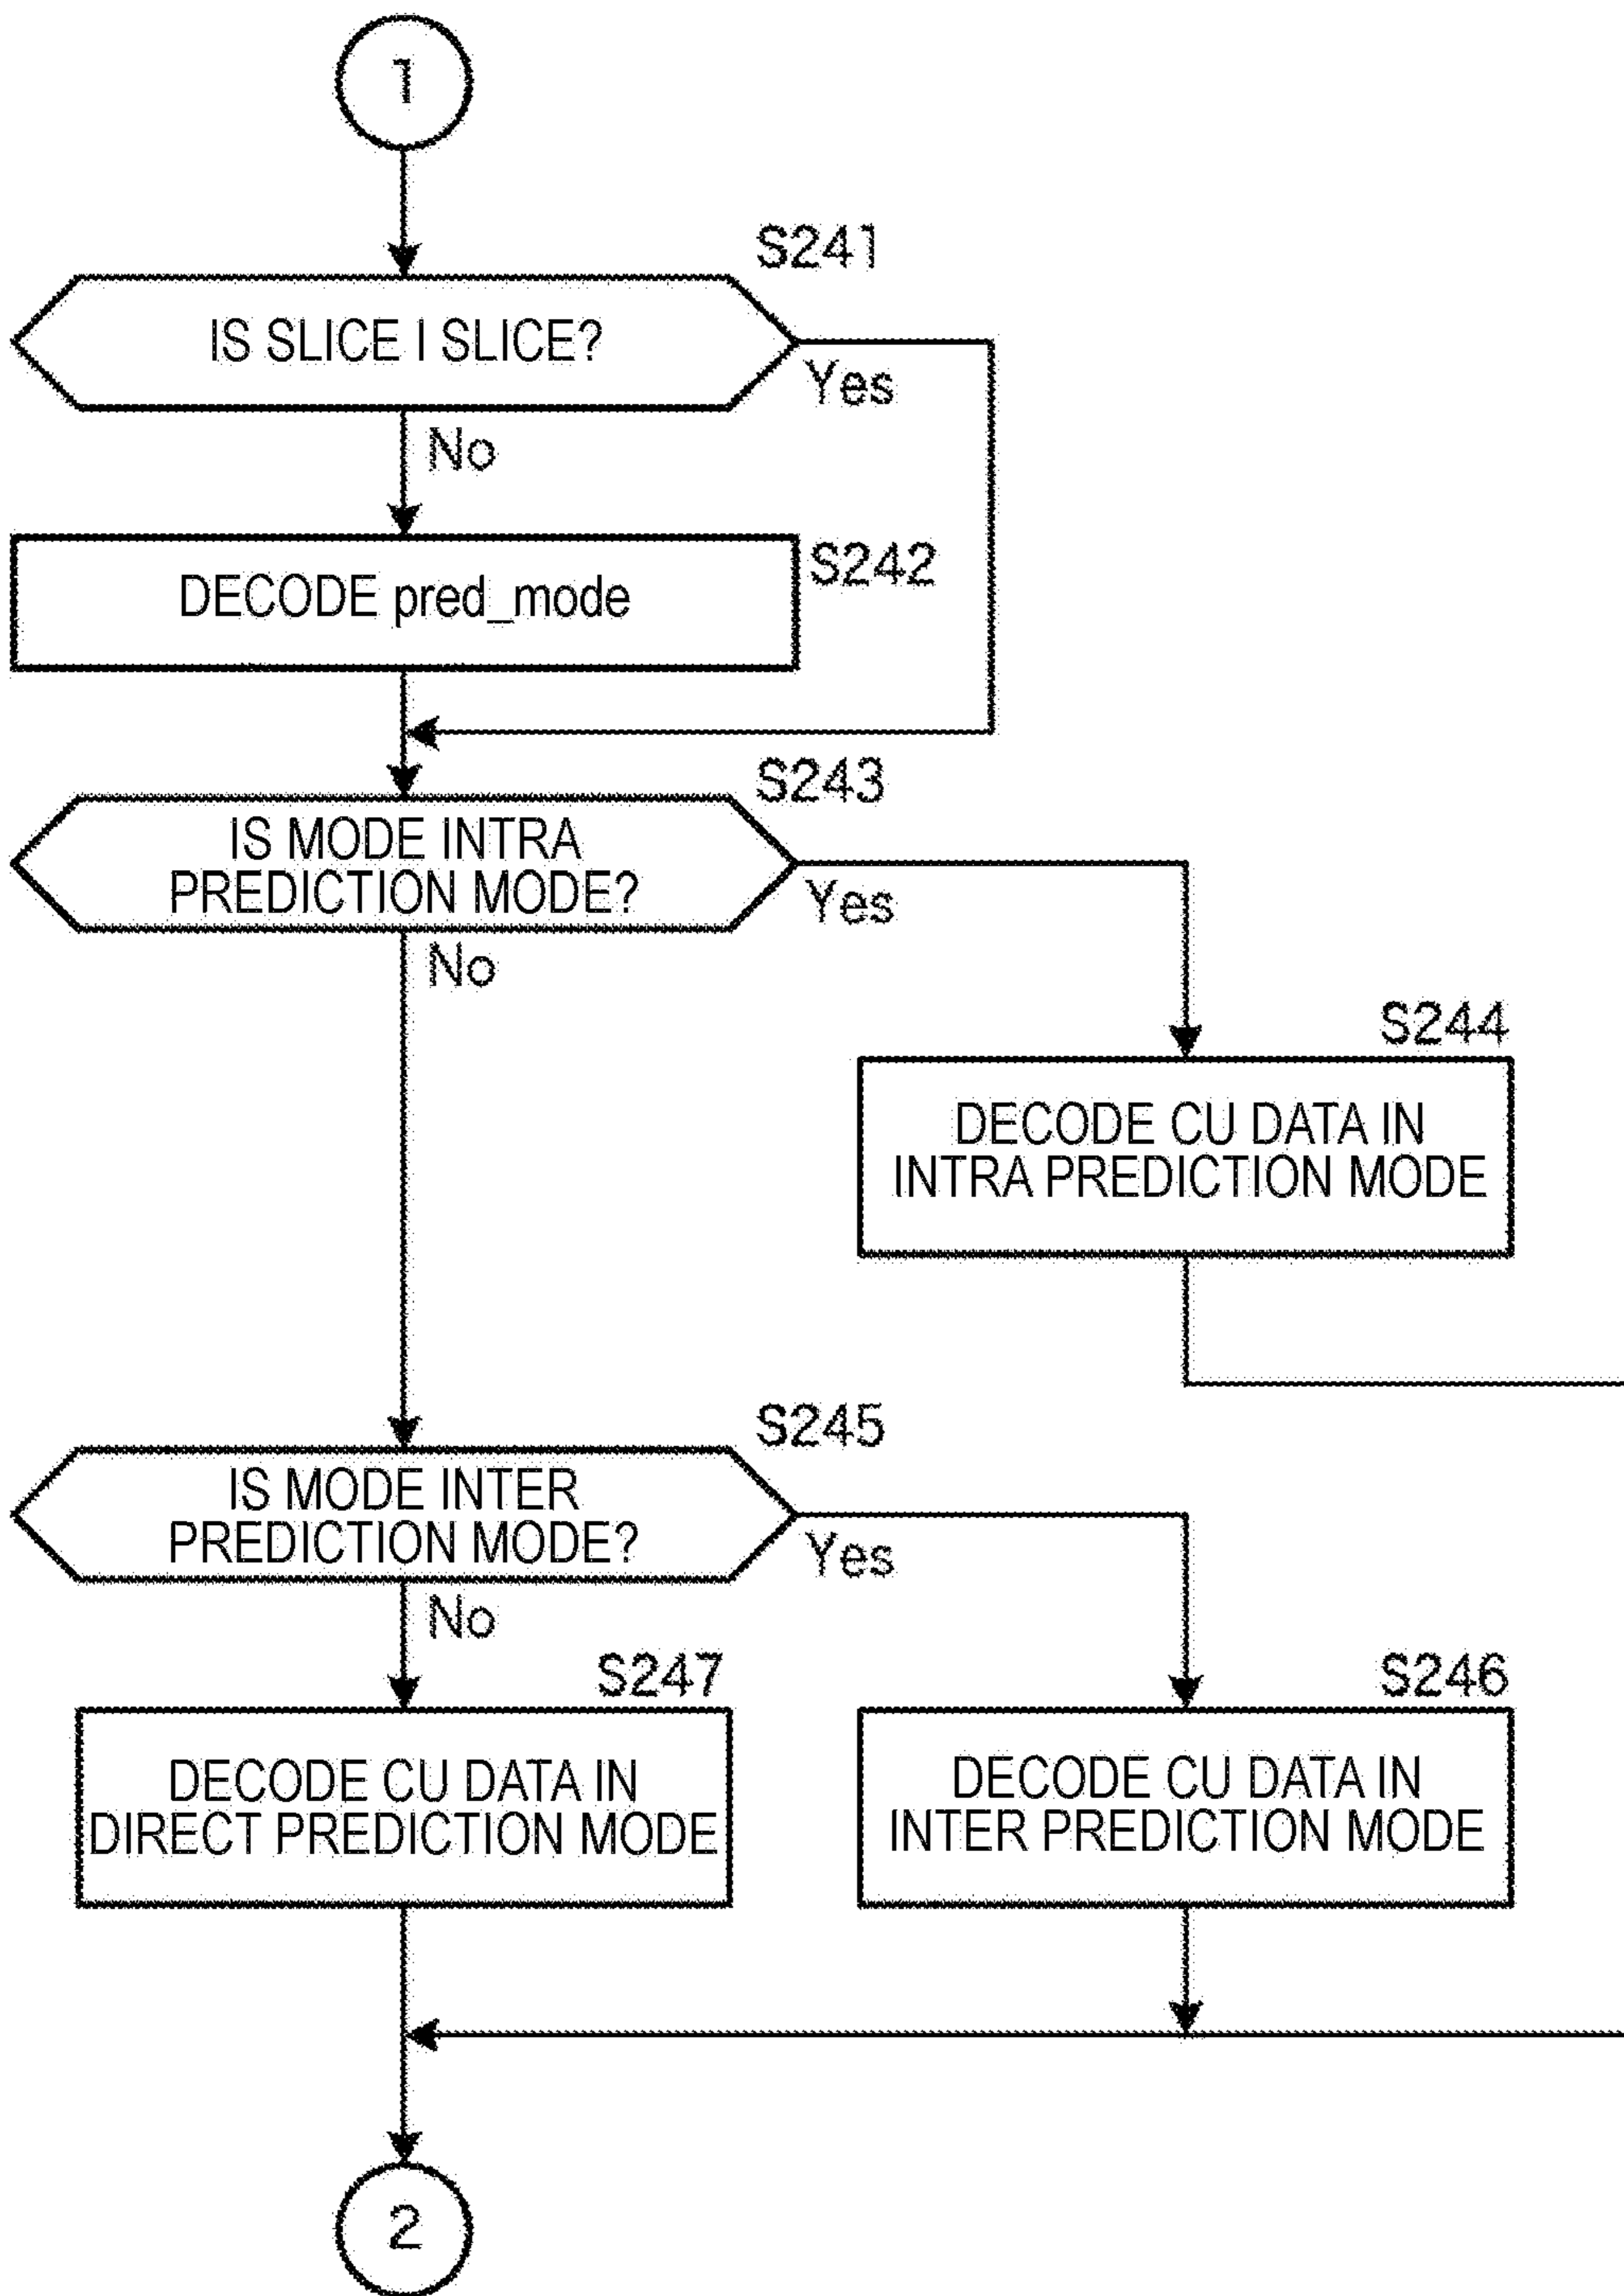 1
S241
IS SLICE I SLICE?
Yes
No
S242
DECODE pred_mode
S243
IS MODE INTRA
PREDICTION MODE?
Yes
No
S244
DECODE CU DATA IN
INTRA PREDICTION MODE
S245
IS MODE INTER
PREDICTION MODE?
Yes
No
S247
DECODE CU DATA IN
DIRECT PREDICTION MODE
S246
DECODE CU DATA IN
INTER PREDICTION MODE
2